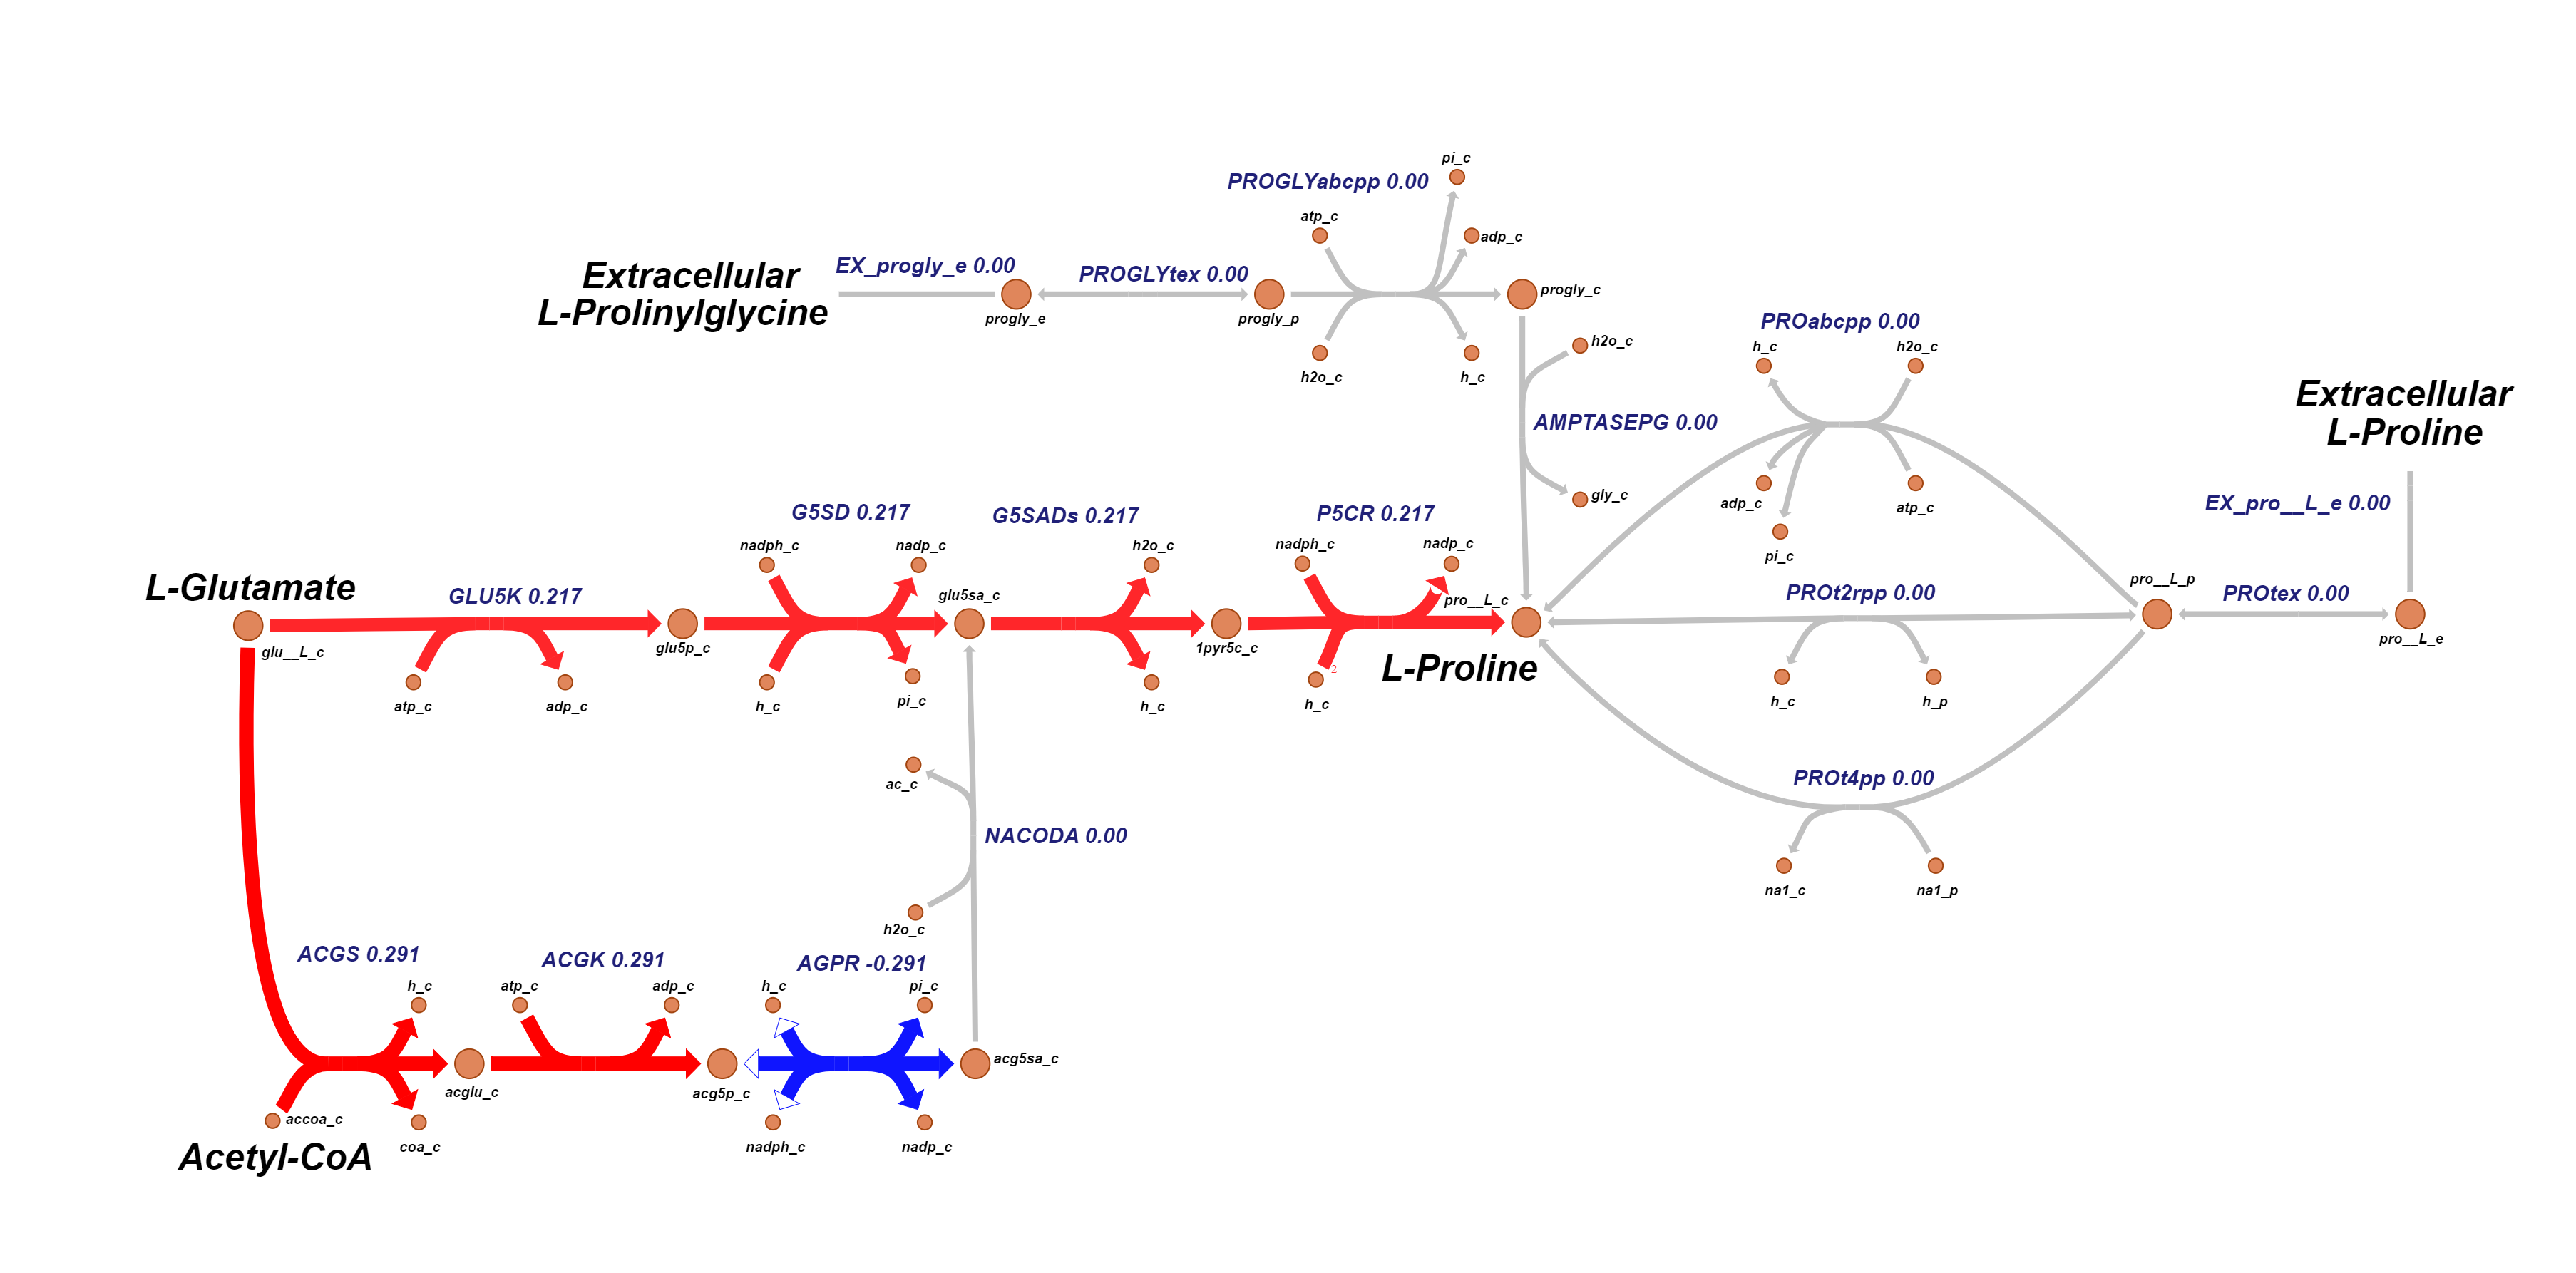 pi_c
PROGLYabcpp 0.00
atp_c
adp_c
Extracellular
L-Prolinylglycine
EX_progly_e 0.00
PROGLYtex 0.00
progly_c
progly_e
progly_p
h2o_c
h_c
h2o_c
AMPTASEPG 0.00
gly_c
PROabcpp 0.00
h_c
h2o_c
adp_c
atp_c
pi_c
Extracellular
L-Proline
EX_pro__L_e 0.00
G5SD 0.217
G5SADs 0.217
P5CR 0.217
nadph_c
nadp_c
h2o_c
nadph_c
nadp_c
L-Glutamate
GLU5K 0.217
glu5sa_c
pro__L_c
PROt2rpp 0.00
pro__L_p
PROtex 0.00
glu__L_c
glu5p_c
1pyr5c_c
L-Proline
pro__L_e
2
atp_c
adp_c
h_c
pi_c
h_c
h_c
h_c
h_p
ac_c
PROt4pp 0.00
NACODA 0.00
na1_c
na1_p
h2o_c
ACGS 0.291
ACGK 0.291
AGPR -0.291
h_c
atp_c
adp_c
h_c
pi_c
acglu_c
acg5p_c
acg5sa_c
accoa_c
Acetyl-CoA
coa_c
nadph_c
nadp_c